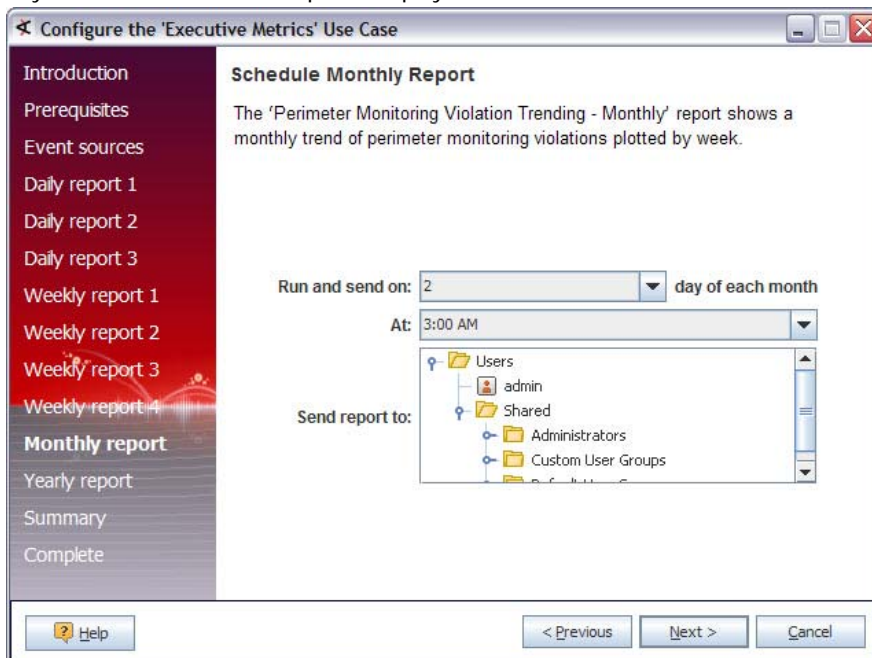 Configure the 'Executive Metrics' Use Case
Introduction
Prerequisites
Event sources
Daily report 1
Daily report 2
Daily report 3
Weekly report 1
Weekly report 2
Weekly report 3
Weekly report 4
Monthly report
Yearly report
Summary
Complete
Schedule Monthly Report
The ‘Perimeter Monitoring Violation Trending - Monthly’ report shows a
monthly trend of perimeter monitoring violations plotted by week.
Run and send on: 2 day of each month
At: 3:00 AM
Send report to:
Users
admin
Shared
Administrators
Custom User Groups
Help
< Previous
Next >
Cancel